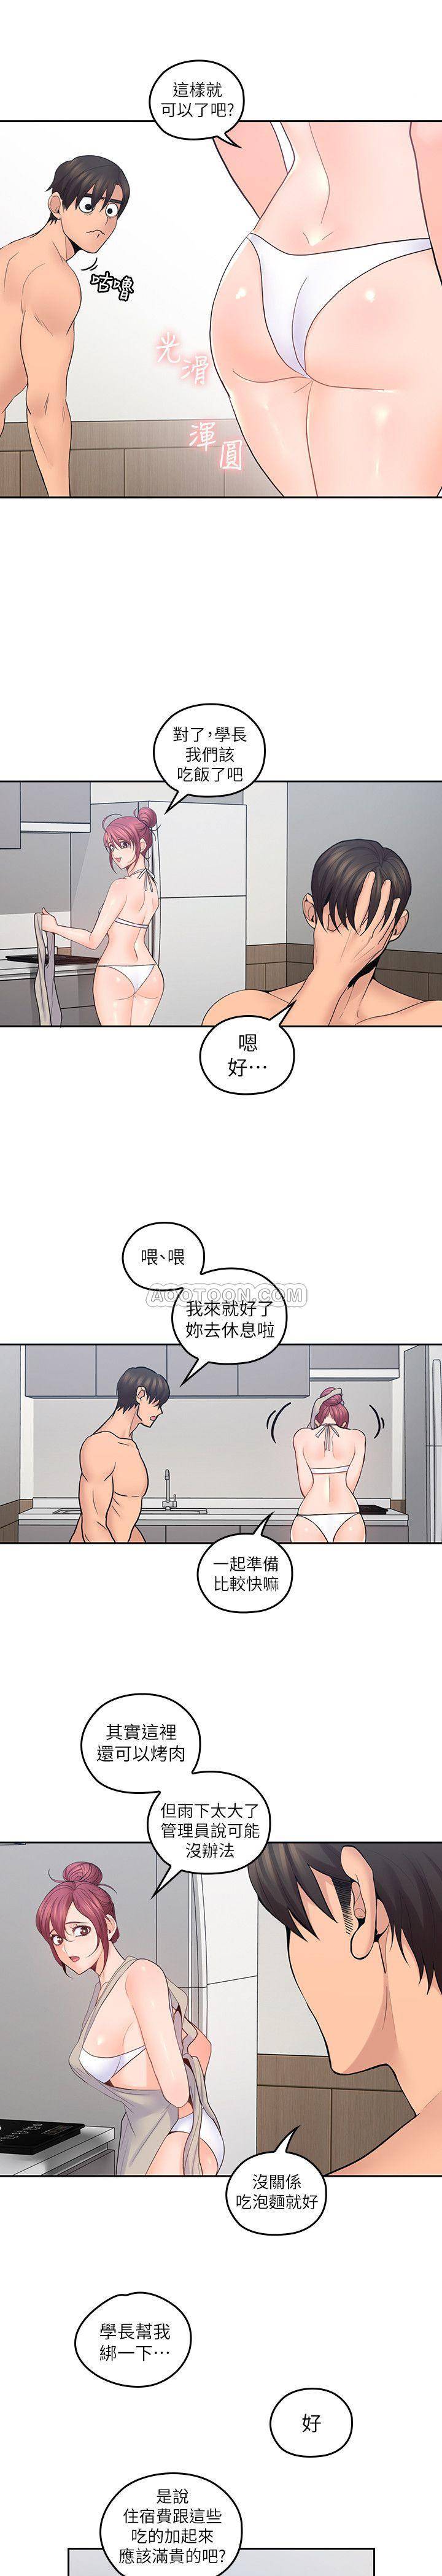 這樣就
可以了吧?
咕嚕
光滑
渾圓
對了,學長
我們該
吃飯了吧
嗯
好…
喂、喂
AOOTOON.COM
我來就好了
妳去休息啦
一起準備
比較快嘛
其實這裡
還可以烤肉
但雨下太大了
管理員說可能
沒辦法
沒關係
吃泡麵就好
學長幫我
綁一下…
好
是說
住宿費跟這些
吃的加起來
應該滿貴的吧?